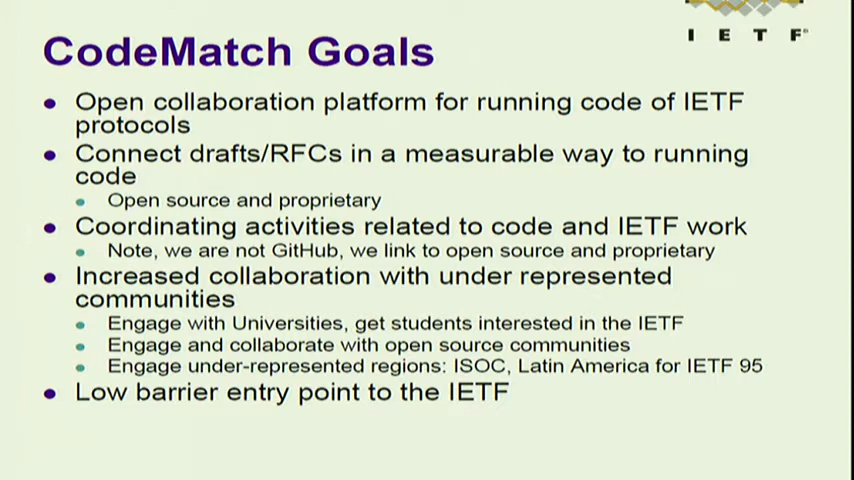 I E T F®
CodeMatch Goals
Open collaboration platform for running code of IETF
protocols
Connect drafts/RFCs in a measurable way to running
code
Open source and proprietary
Coordinating activities related to code and IETF work
Note, we are not GitHub, we link to open source and proprietary
Increased collaboration with under represented
communities
Engage with Universities, get students interested in the IETF
Engage and collaborate with open source communities
Engage under-represented regions: ISOC, Latin America for IETF 95
Low barrier entry point to the IETF